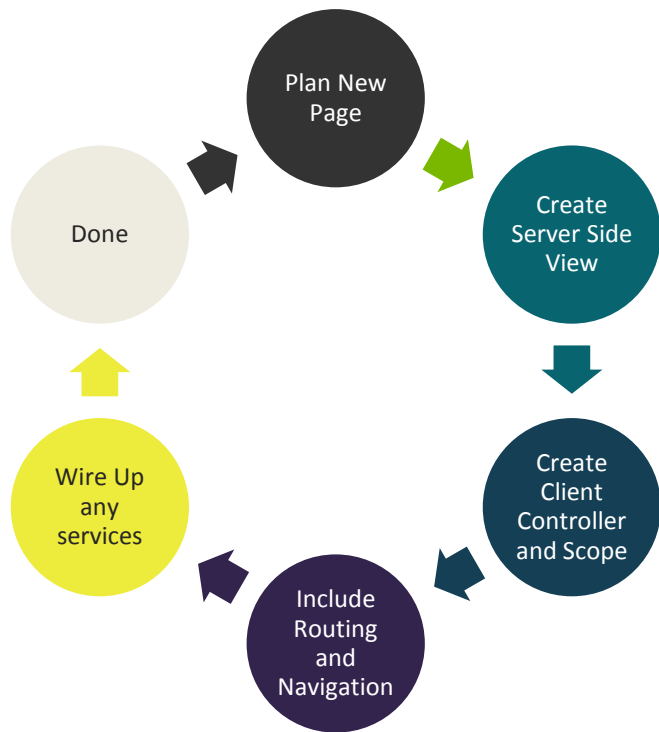 Plan New
Page
Create
Server Side
View
Create
Client
Controller
and Scope
Include
Routing
and
Navigation
Wire Up
any
services
Done